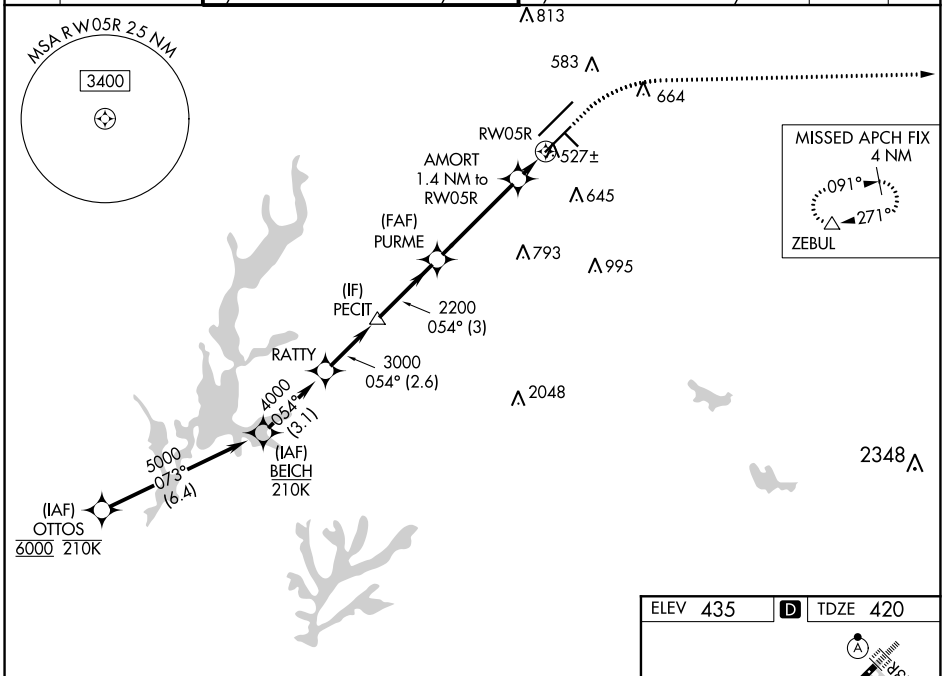 MSA RW05R 25 NM
3400
813
583
664
RW05R
527±
AMORT
1.4 NM to
RW05R
645
MISSED APCH FIX
4 NM
091°
271°
ZEBUL
(FAF)
PURME
793
995
(IF)
PECIT
2200
054° (3)
RATTY
3000
054° (2.6)
4000
054°
(3.1)
2048
(IAF)
BEICH
210K
5000
073°
(6.4)
2348
(IAF)
OTTOS
6000 210K
ELEV 435 D TDZE 420
A